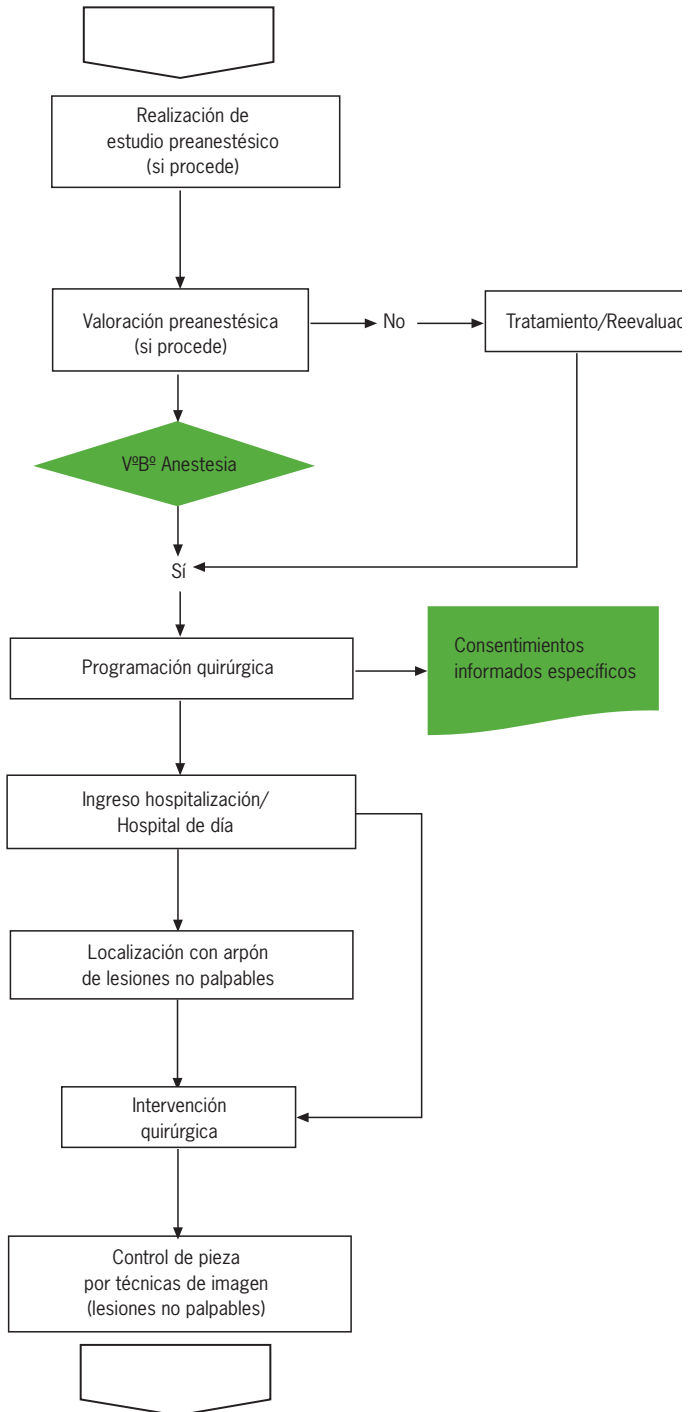 Realización de
estudio preanestésico
(si procede)
Valoración preanestésica
(si procede)
No
Tratamiento/Reevaluac
VºBº Anestesia
Sí
Programación quirúrgica
Consentimientos
informados específicos
Ingreso hospitalización/
Hospital de día
Localización con arpón
de lesiones no palpables
Intervención
quirúrgica
Control de pieza
por técnicas de imagen
(lesiones no palpables)